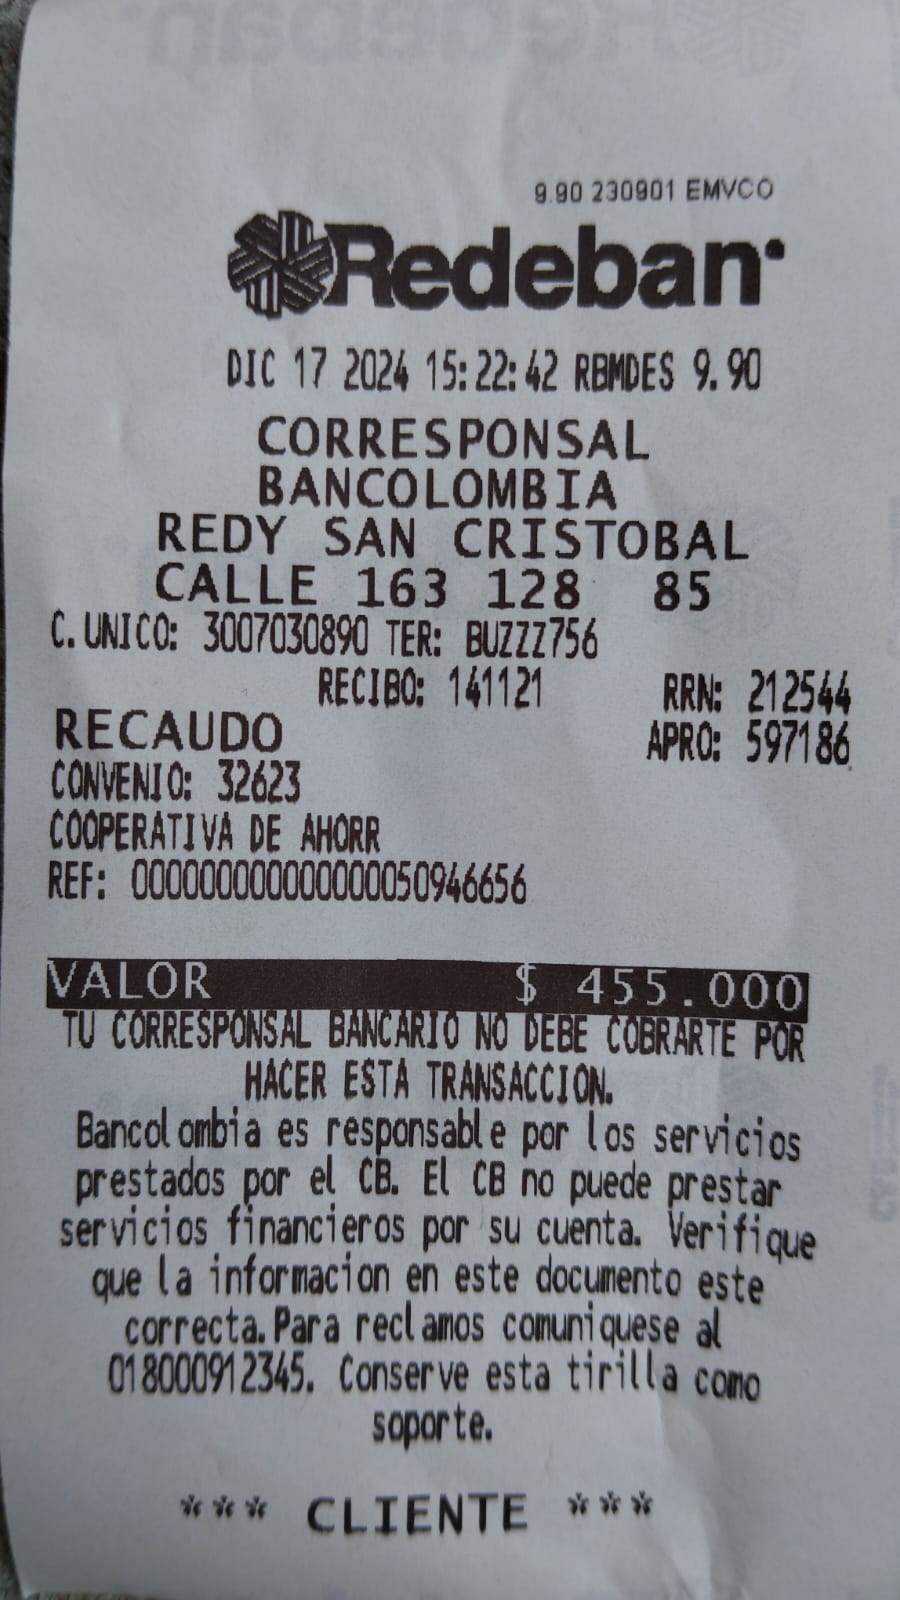 9.90 230901 EMVCO
Redeban
DIC 17 2024 15:22:42 RBMDES 9.90
CORRESPONSAL
BANCOLOMBIA
REDY SAN CRISTOBAL
CALLE 163 128 85
C. UNICO: 3007030890 TER: BUZZZ756
RECIBO: 141121 RRN: 212544
RECAUDO APRO: 597186
CONVENIO: 32623
COOPERATIVA DE AHORR
REF: 000000000000000050946656
VALOR $ 455.000
TU CORRESPONSAL BANCARIO NO DEBE COBRARTE POR
HACER ESTA TRANSACCION.
Bancolombia es responsable por los servicios
prestados por el CB. El CB no puede prestar
servicios financieros por su cuenta. Verifique
que la informacion en este documento este
correcta. Para reclamos comuniquese al
018000912345. Conserve esta tirilla como
soporte.
*** CLIENTE ***